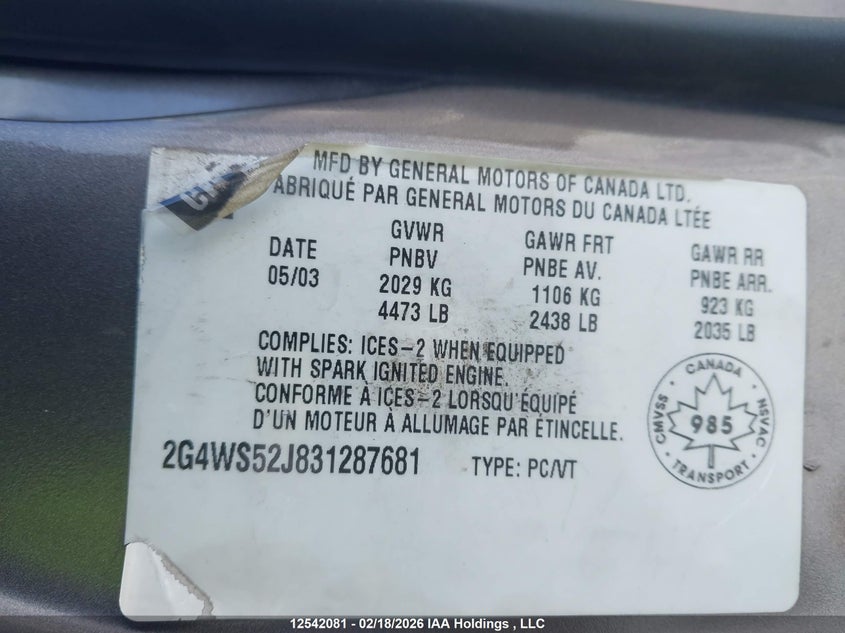 GM
MFD BY GENERAL MOTORS OF CANADA LTD.
ABRIQUÉ PAR GENERAL MOTORS DU CANADA LTÉE
DATE
05/03
GVWR
PNBV
2029 KG
4473 LB
GAWR FRT
PNBE AV.
1106 KG
2438 LB
GAWR RR
PNBE ARR.
923 KG
2035 LB
COMPLIES: ICES-2 WHEN EQUIPPED
WITH SPARK IGNITED ENGINE.
CONFORME À ICES-2 LORSQU'ÉQUIPÉ
D'UN MOTEUR À ALLUMAGE PAR ÉTINCELLE.
CANADA
CMVSS
985
NSVAC
TRANSPORT
2G4WS52J831287681 TYPE: PC/VT
12542081 - 02/18/2026 IAA Holdings , LLC